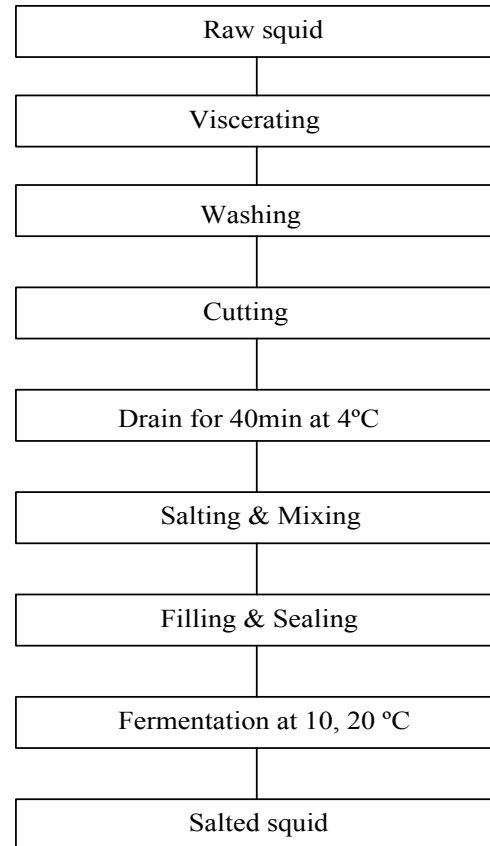 Raw squid
Viscerating
Washing
Cutting
Drain for 40min at 4ºC
Salting & Mixing
Filling & Sealing
Fermentation at 10, 20 ºC
Salted squid